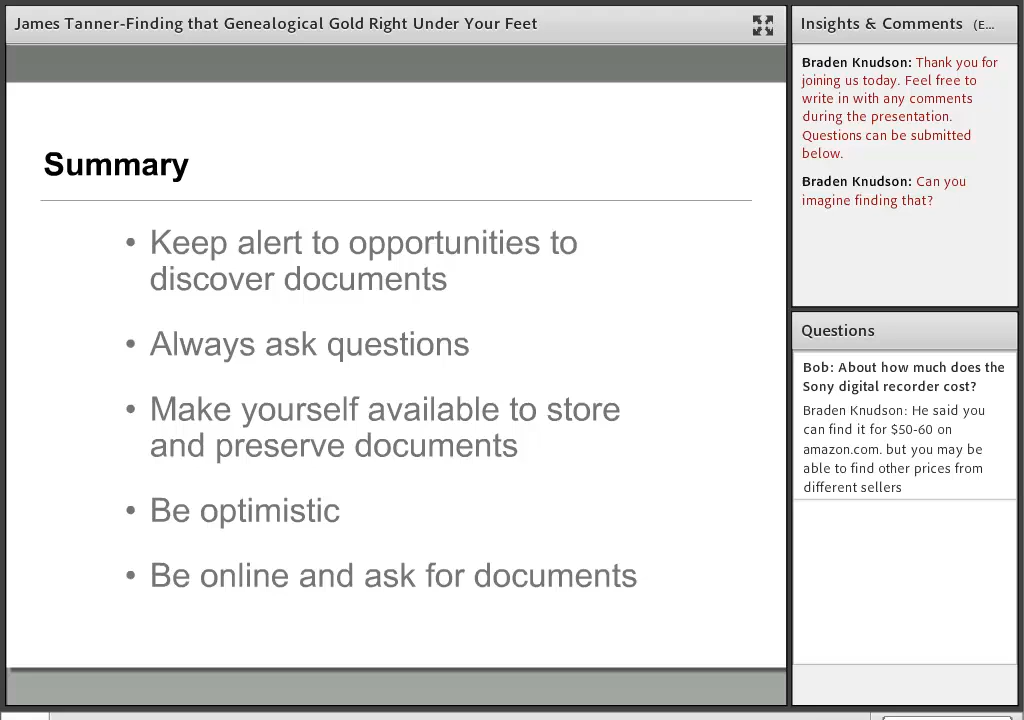 James Tanner-Finding that Genealogical Gold Right Under Your Feet
Summary
• Keep alert to opportunities to
discover documents
• Always ask questions
• Make yourself available to store
and preserve documents
• Be optimistic
• Be online and ask for documents
Insights & Comments (E...
Braden Knudson: Thank you for
joining us today. Feel free to
write in with any comments
during the presentation.
Questions can be submitted
below.
Braden Knudson: Can you
imagine finding that?
Questions
Bob: About how much does the
Sony digital recorder cost?
Braden Knudson: He said you
can find it for $50-60 on
amazon.com. but you may be
able to find other prices from
different sellers